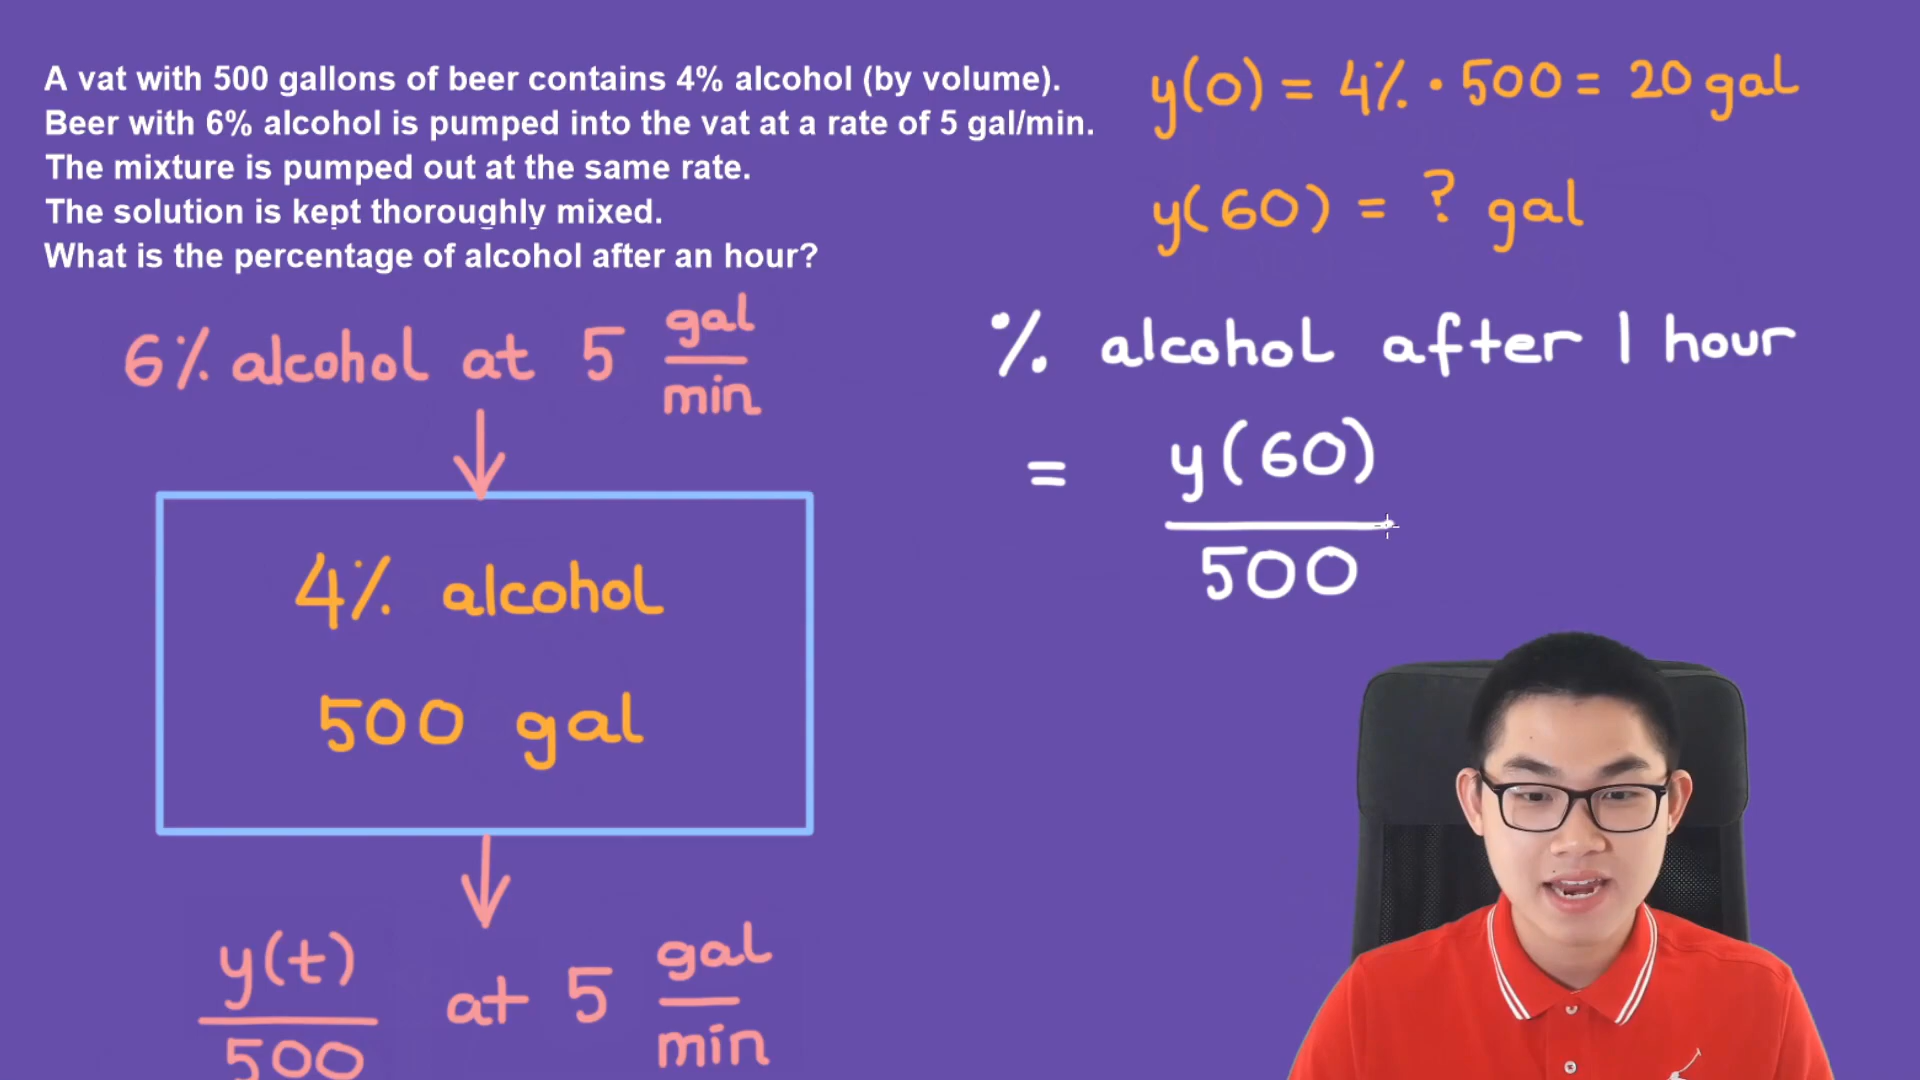 A vat with 500 gallons of beer contains 4% alcohol (by volume).
Beer with 6% alcohol is pumped into the vat at a rate of 5 gal/min.
The mixture is pumped out at the same rate.
The solution is kept thoroughly mixed.
What is the percentage of alcohol after an hour?
6% alcohol at 5 gal/min
4% alcohol
500 gal
y(t)/500 at 5 gal/min
y(0) = 4% · 500 = 20 gal
y(60) = ? gal
% alcohol after 1 hour
= y(60)/500